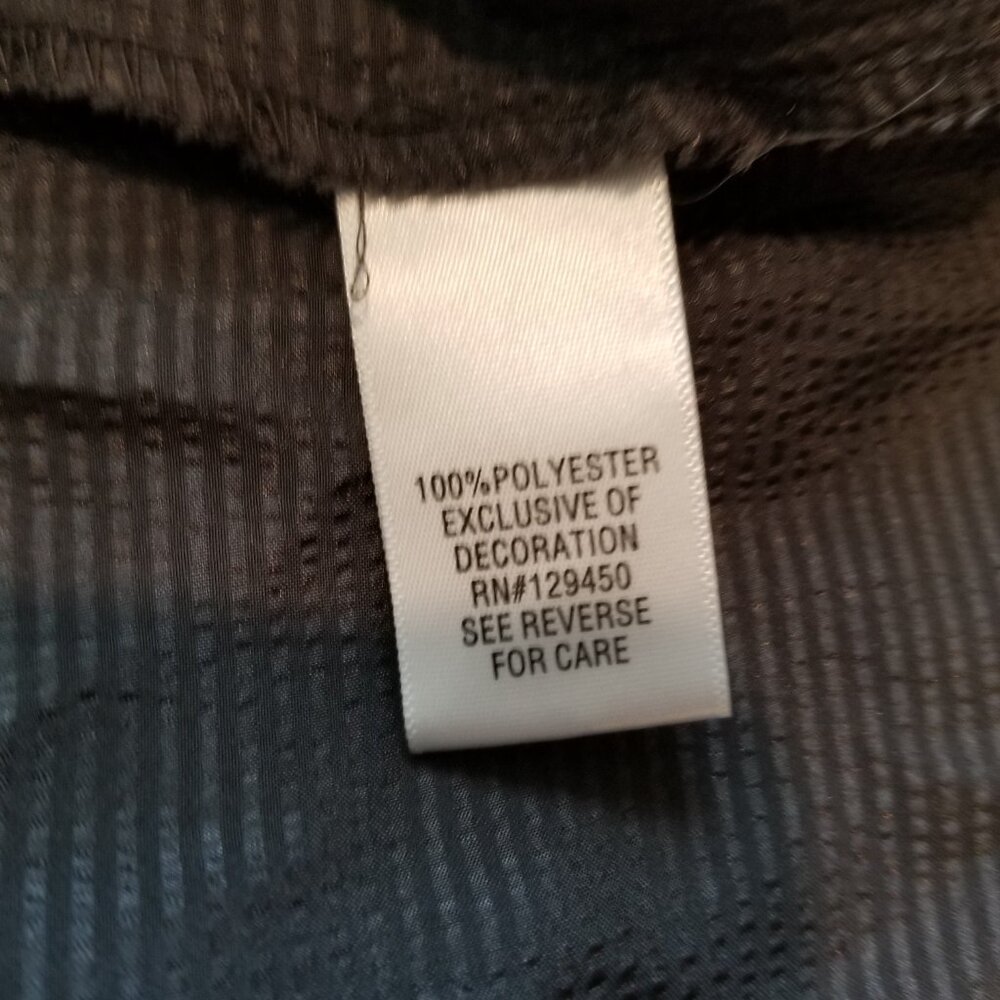 100%POLYESTER
EXCLUSIVE OF
DECORATION
RN#129450
SEE REVERSE
FOR CARE